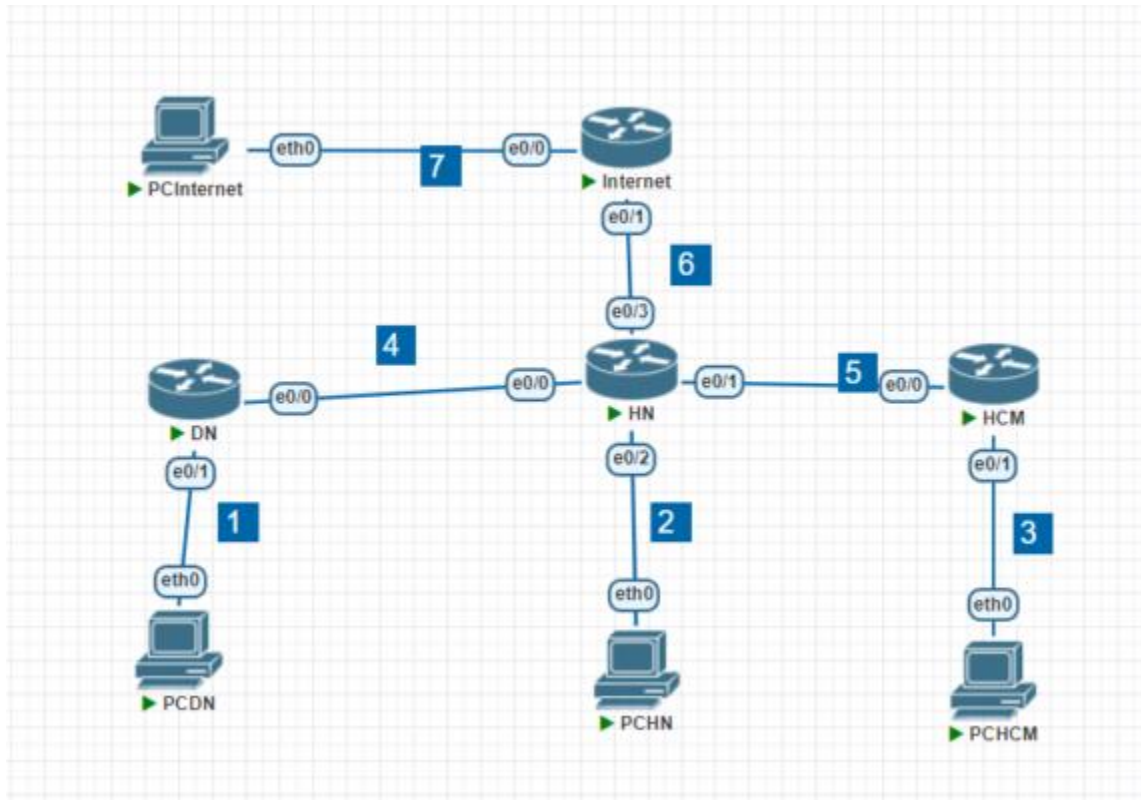 eth0
7
e0/0
PCInternet
Internet
e0/1
6
e0/3
4
e0/0
e0/0
HN
e0/1
5
e0/0
DN
HCM
e0/1
e0/2
e0/1
1
2
3
eth0
eth0
eth0
PCDN
PCHN
PCHCM